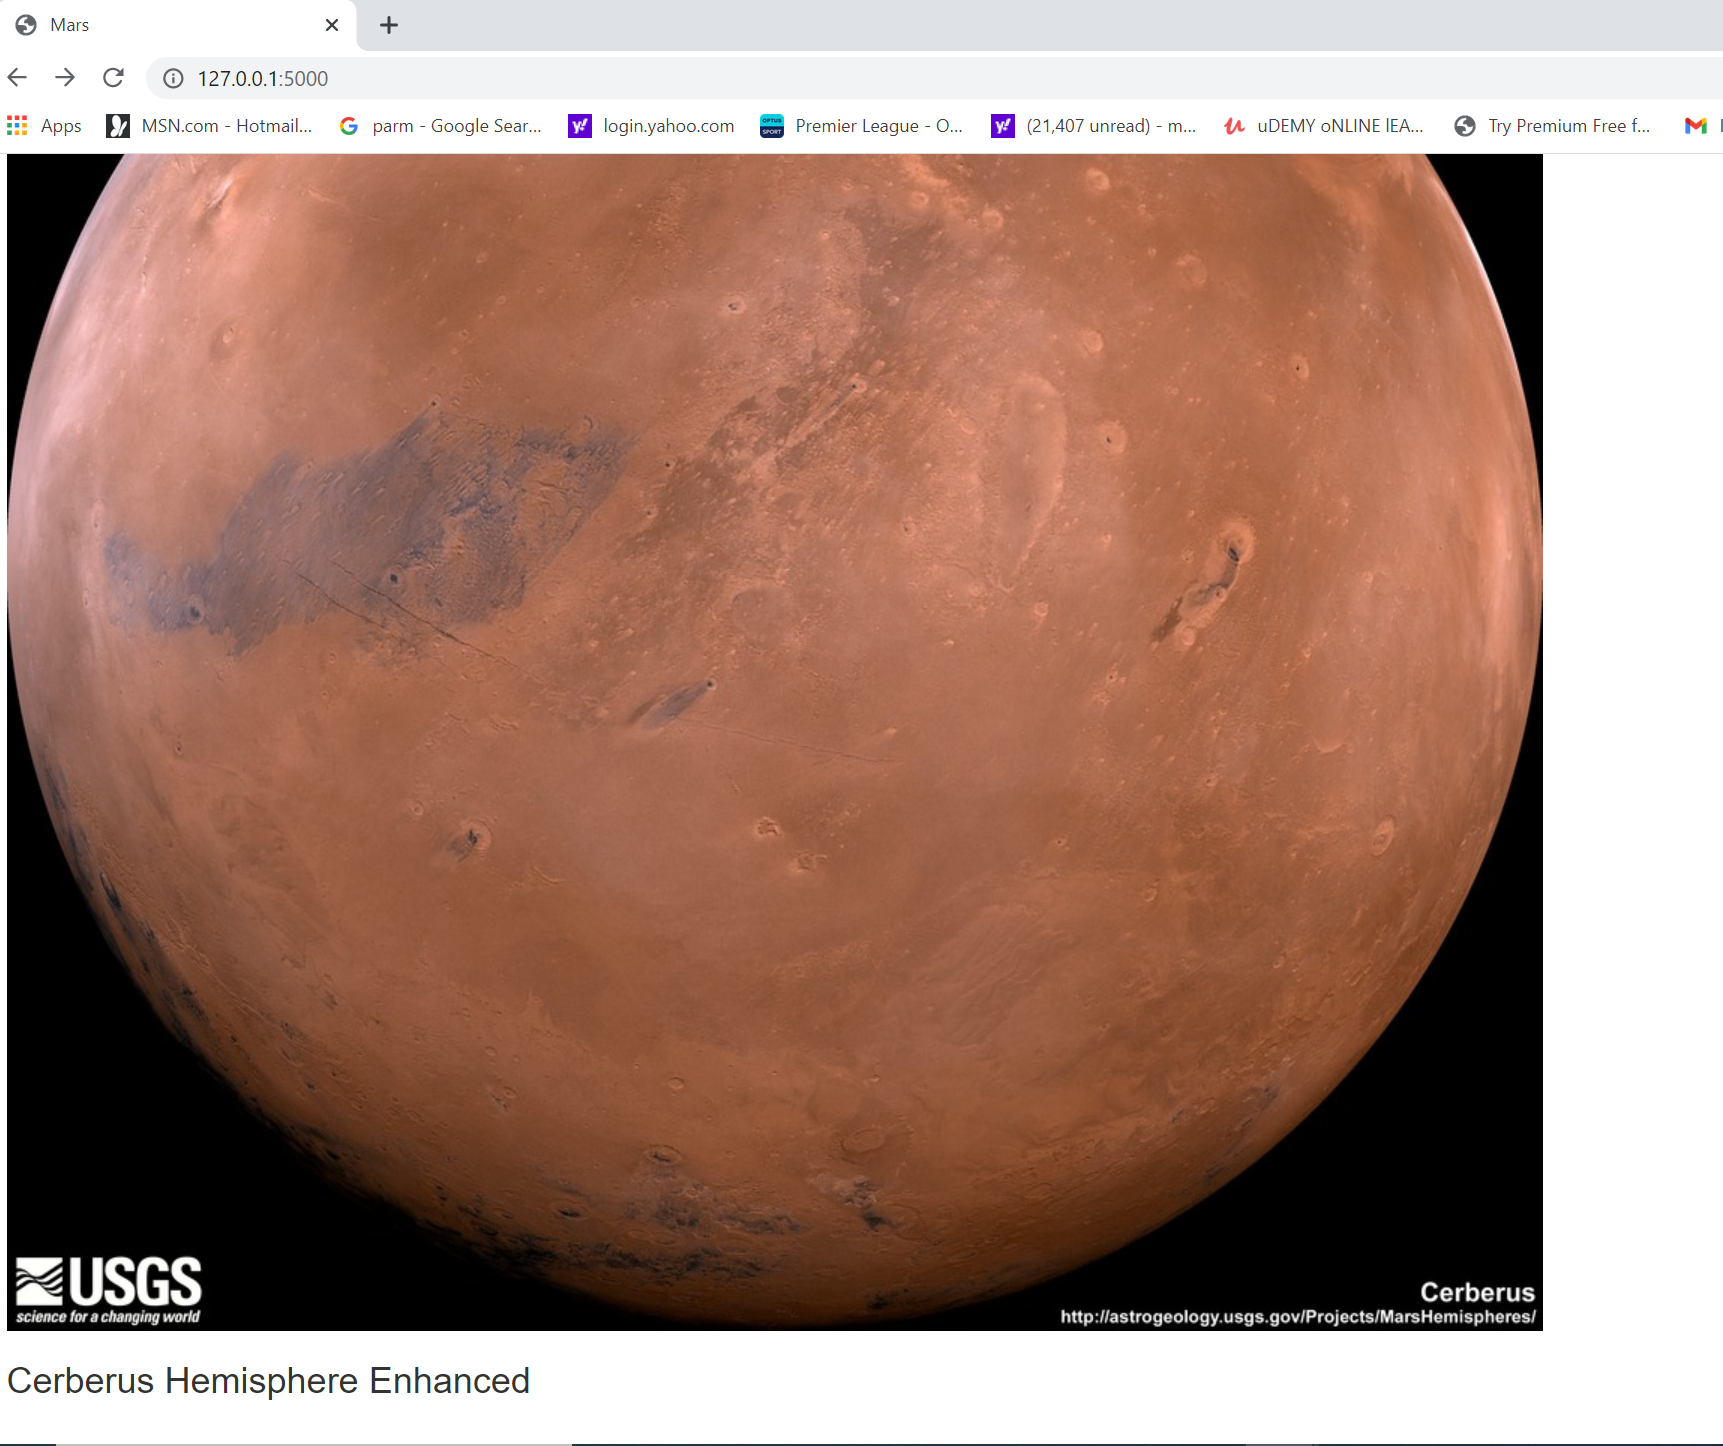 Mars
127.0.0.1:5000
Apps MSN.com - Hotmail... parm - Google Sear... login.yahoo.com OPTUS SPORT Premier League - O... y! (21,407 unread) - m... uDEMY oNLINE lEA... Try Premium Free f...
USGS
science for a changing world
Cerberus
http://astrogeology.usgs.gov/Projects/MarsHemispheres/
Cerberus Hemisphere Enhanced